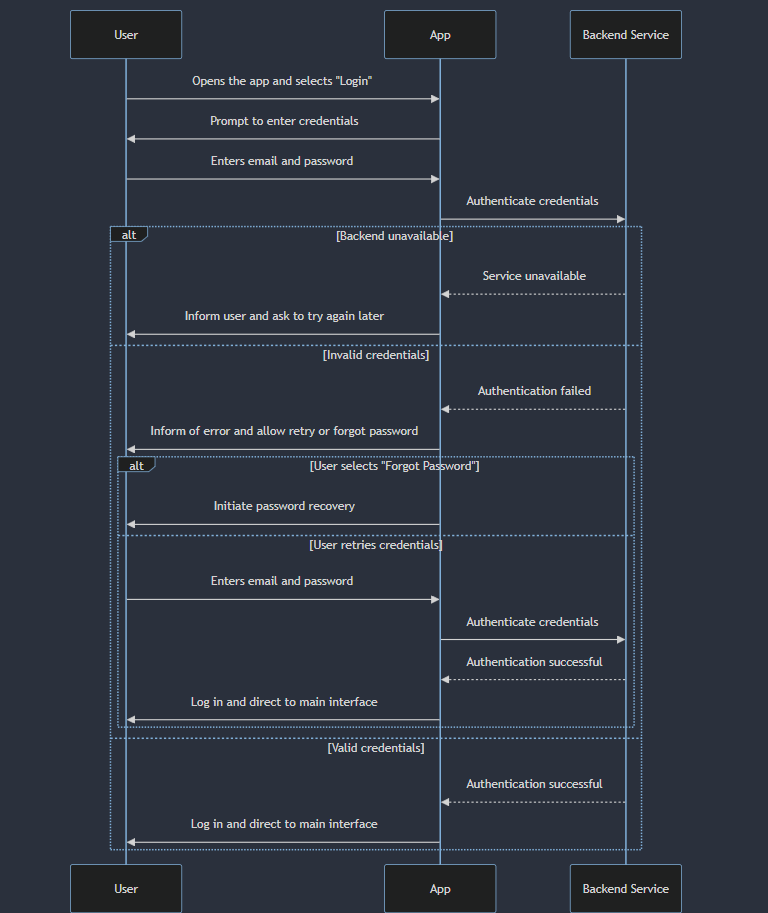 User
App
Backend Service
Opens the app and selects "Login"
Prompt to enter credentials
Enters email and password
Authenticate credentials
alt
[Backend unavailable]
Service unavailable
Inform user and ask to try again later
[Invalid credentials]
Authentication failed
Inform of error and allow retry or forgot password
alt
[User selects "Forgot Password"]
Initiate password recovery
[User retries credentials]
Enters email and password
Authenticate credentials
Authentication successful
Log in and direct to main interface
[Valid credentials]
Authentication successful
Log in and direct to main interface
User
App
Backend Service